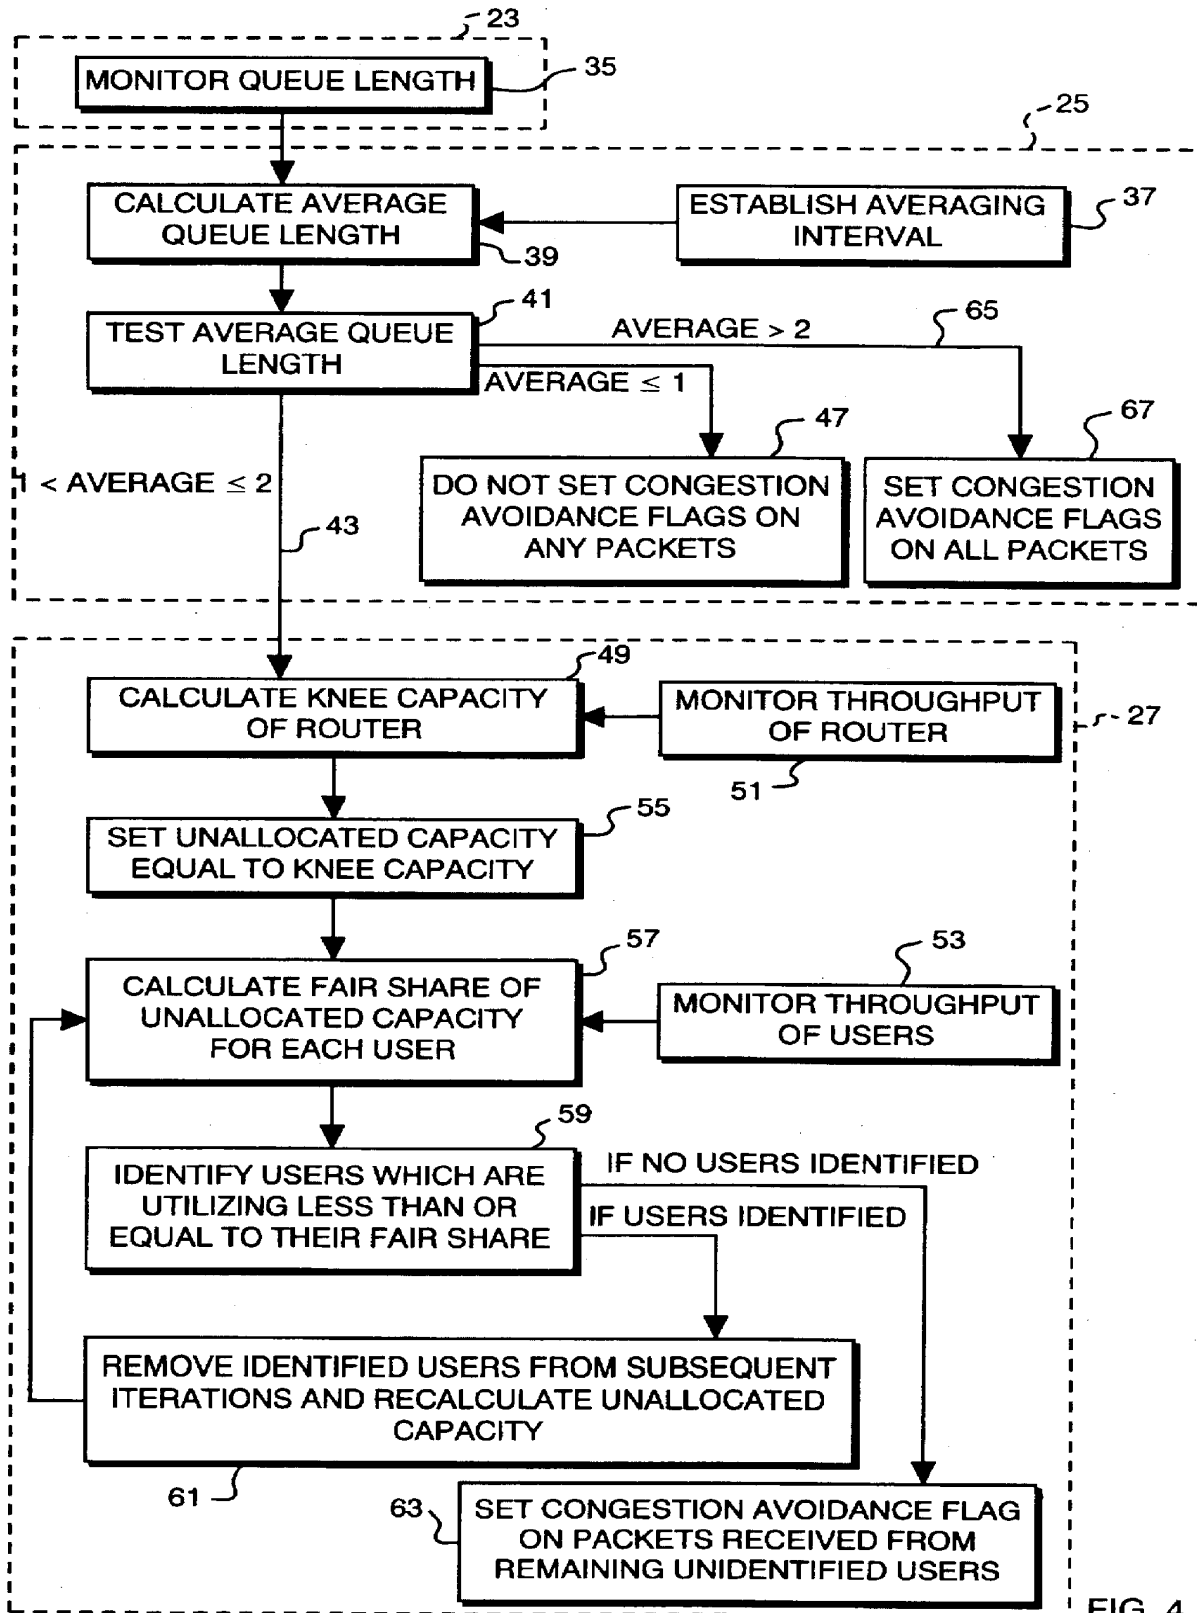 23
MONITOR QUEUE LENGTH
35
25
CALCULATE AVERAGE
QUEUE LENGTH
39
ESTABLISH AVERAGING
INTERVAL
37
TEST AVERAGE QUEUE
LENGTH
41
AVERAGE > 2
65
AVERAGE ≤ 1
47
67
1 < AVERAGE ≤ 2
43
DO NOT SET CONGESTION
AVOIDANCE FLAGS ON
ANY PACKETS
SET CONGESTION
AVOIDANCE FLAGS
ON ALL PACKETS
49
CALCULATE KNEE CAPACITY
OF ROUTER
MONITOR THROUGHPUT
OF ROUTER
51
27
55
SET UNALLOCATED CAPACITY
EQUAL TO KNEE CAPACITY
57
CALCULATE FAIR SHARE OF
UNALLOCATED CAPACITY
FOR EACH USER
53
MONITOR THROUGHPUT
OF USERS
59
IDENTIFY USERS WHICH ARE
UTILIZING LESS THAN OR
EQUAL TO THEIR FAIR SHARE
IF NO USERS IDENTIFIED
IF USERS IDENTIFIED
REMOVE IDENTIFIED USERS FROM SUBSEQUENT
ITERATIONS AND RECALCULATE UNALLOCATED
CAPACITY
61
63
SET CONGESTION AVOIDANCE FLAG
ON PACKETS RECEIVED FROM
REMAINING UNIDENTIFIED USERS
FIG. 4